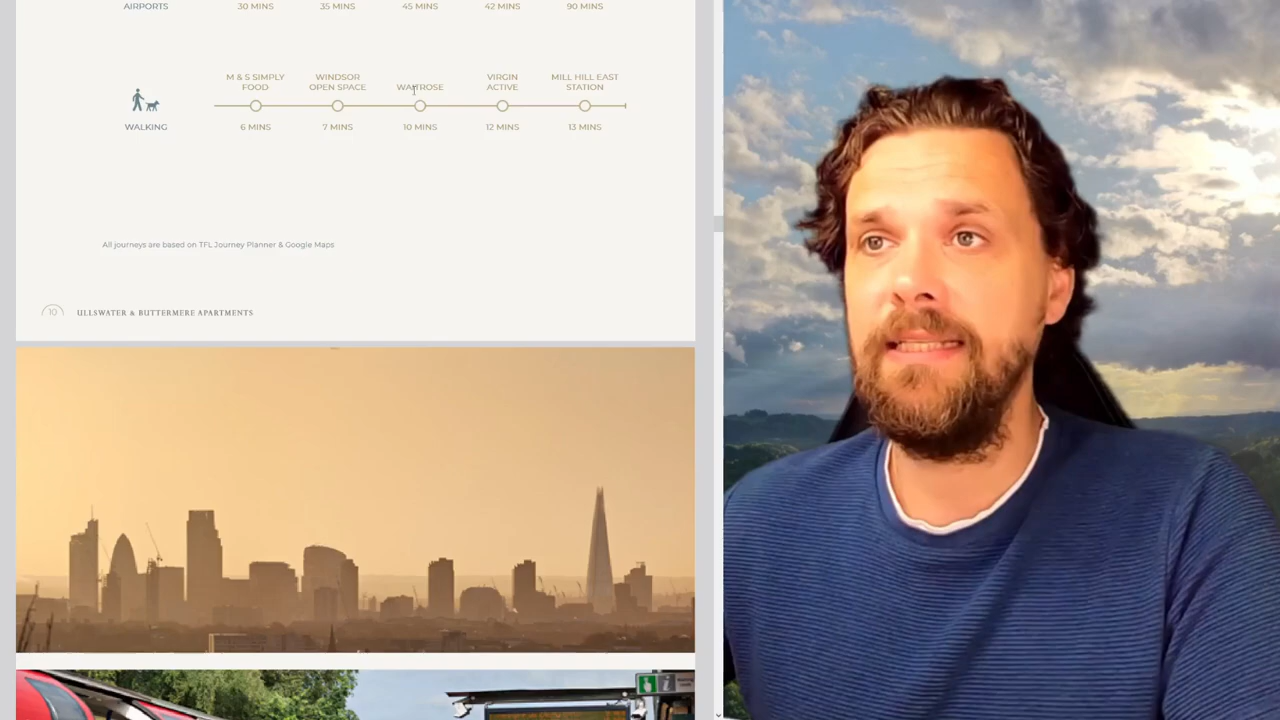 AIRPORTS 30 MINS 35 MINS 45 MINS 42 MINS 90 MINS
M & S SIMPLY WINDSOR VIRGIN MILL HILL EAST
FOOD OPEN SPACE WAITROSE ACTIVE STATION
WALKING 6 MINS 7 MINS 10 MINS 12 MINS 13 MINS
All journeys are based on TFL Journey Planner & Google Maps
10 ULLSWATER & BUTTERMERE APARTMENTS